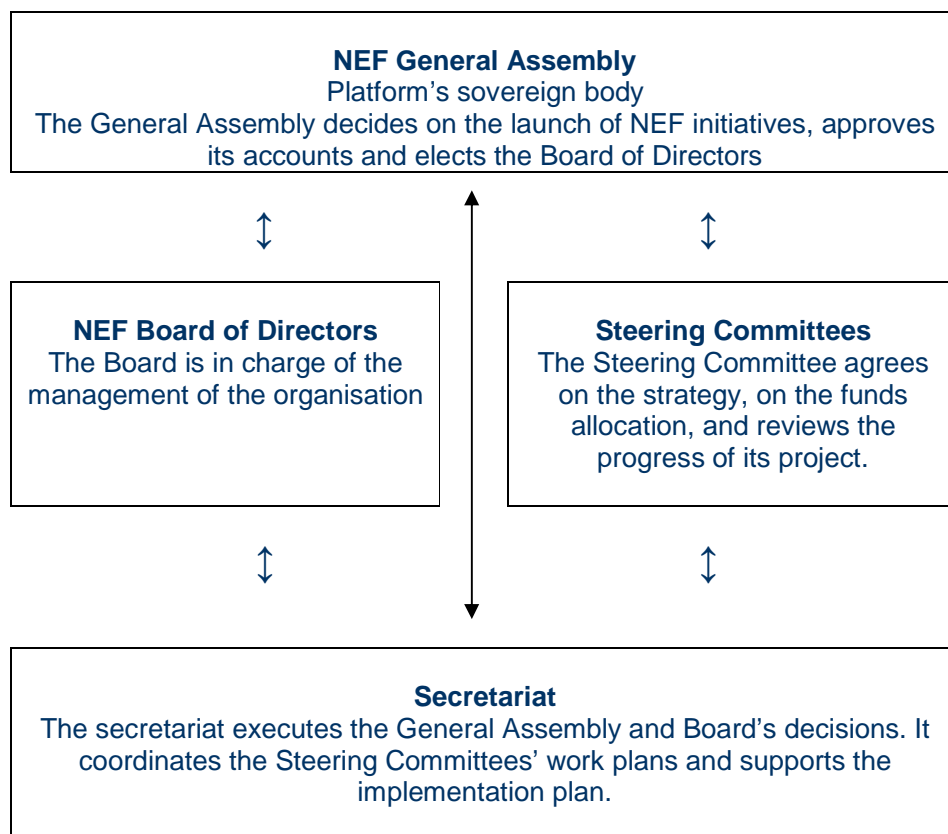 NEF General Assembly
Platform's sovereign body
The General Assembly decides on the launch of NEF initiatives, approves
its accounts and elects the Board of Directors
NEF Board of Directors
The Board is in charge of the
management of the organisation
Steering Committees
The Steering Committee agrees
on the strategy, on the funds
allocation, and reviews the
progress of its project.
Secretariat
The secretariat executes the General Assembly and Board's decisions. It
coordinates the Steering Committees' work plans and supports the
implementation plan.